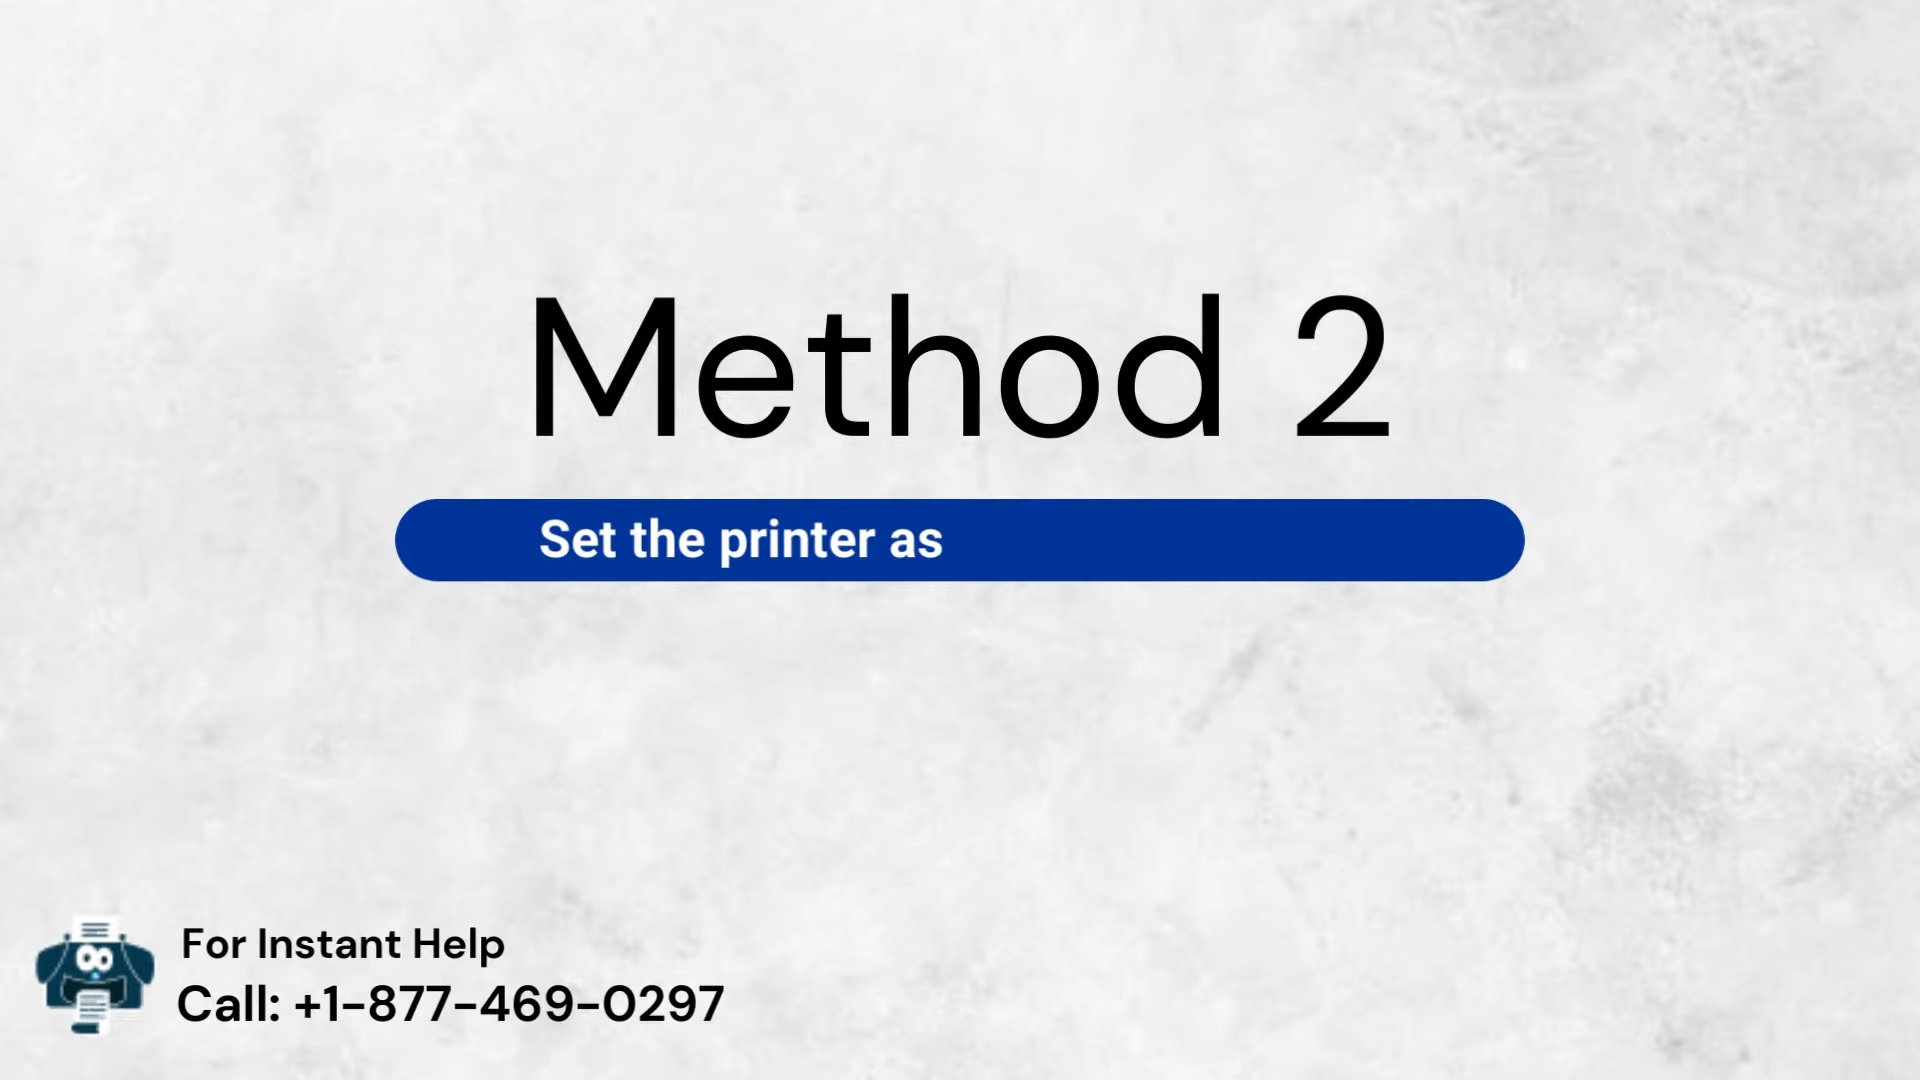 Method 2
Set the printer as
For Instant Help
Call: +1-877-469-0297